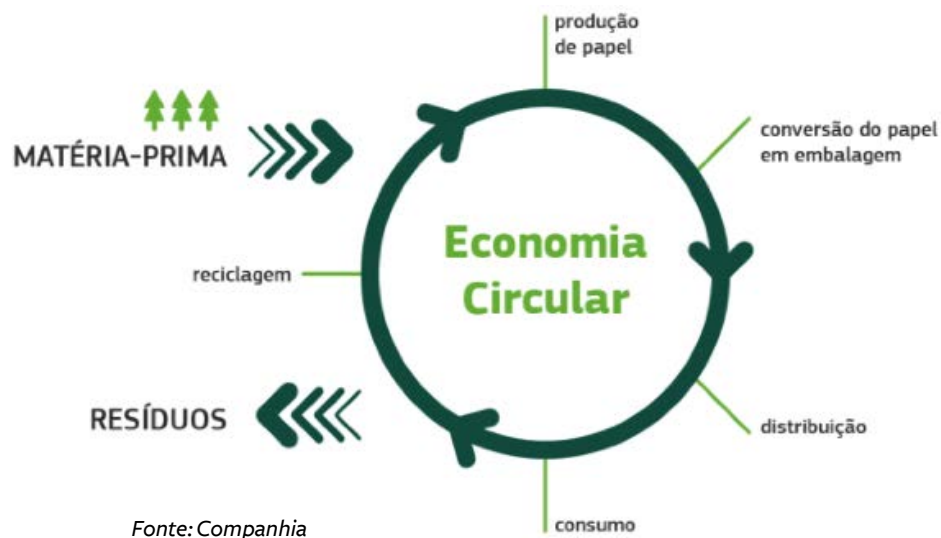 produção
de papel
MATÉRIA-PRIMA
conversão do papel
em embalagem
Economia
Circular
reciclagem
RESÍDUOS
distribuição
consumo
Fonte: Companhia